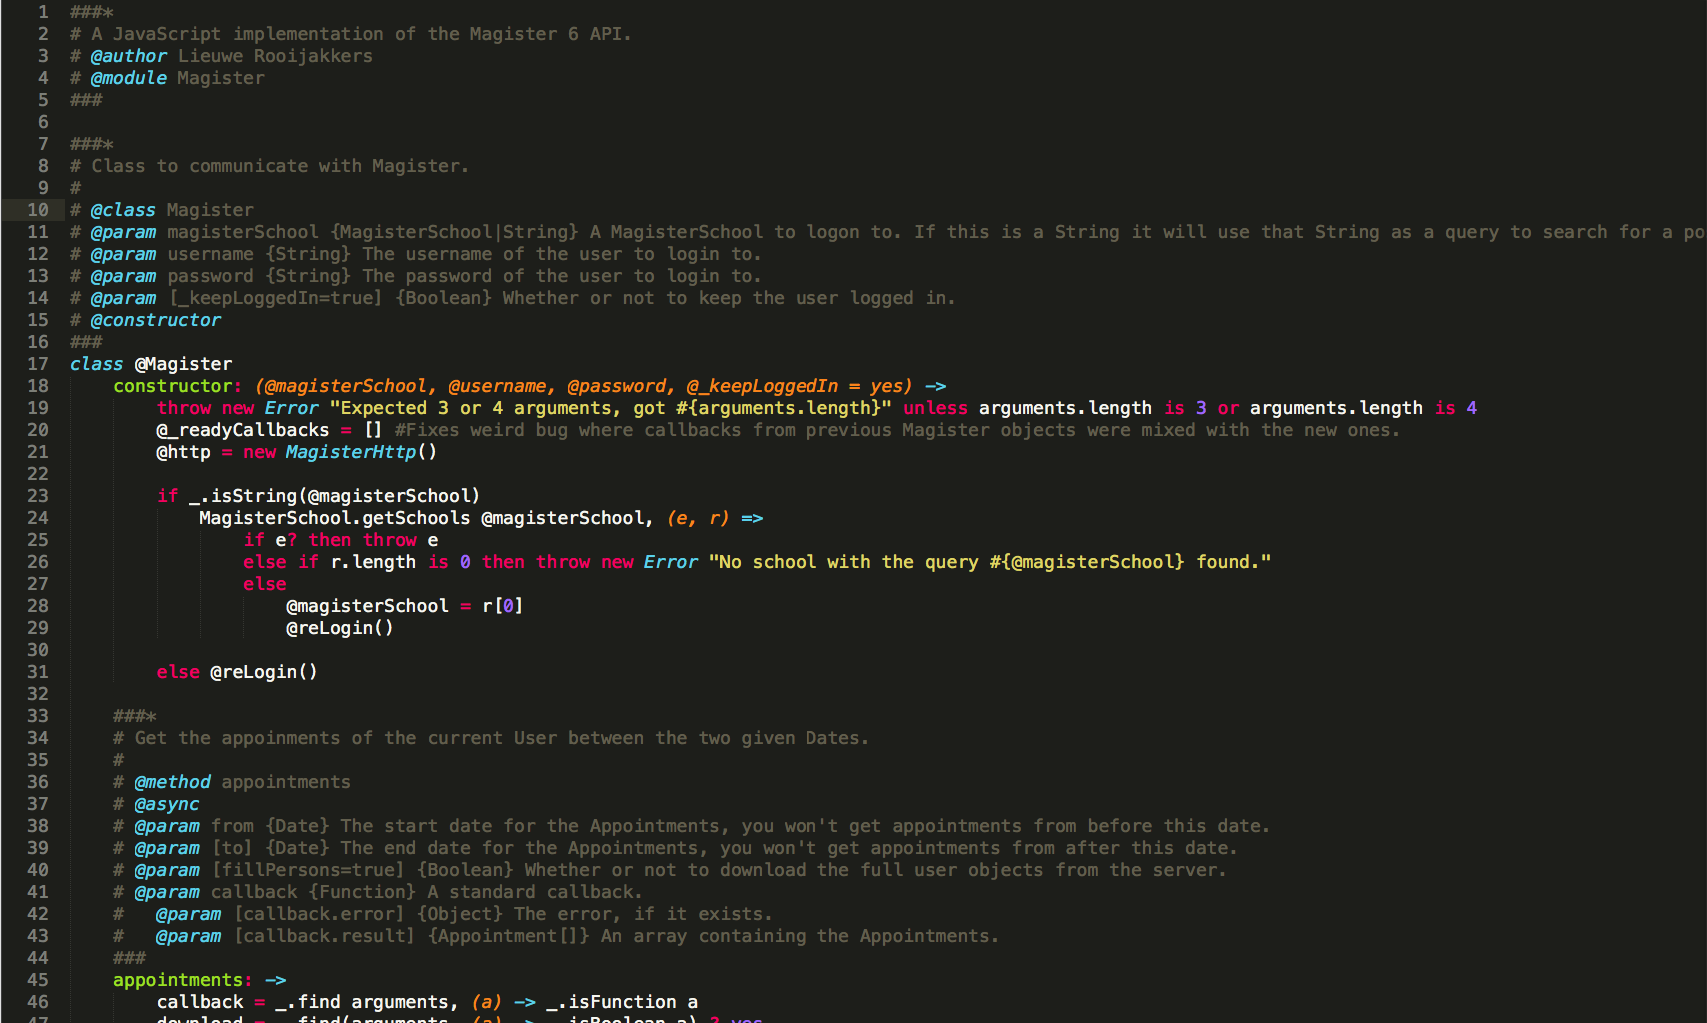 1 ###*
2 # A JavaScript implementation of the Magister 6 API.
3 # @author Lieuwe Rooijakkers
4 # @module Magister
5 ###
6
7 ###*
8 # Class to communicate with Magister.
9 #
10 # @class Magister
11 # @param magisterSchool {MagisterSchool|String} A MagisterSchool to logon to. If this is a String it will use that String as a query to search for a po
12 # @param username {String} The username of the user to login to.
13 # @param password {String} The password of the user to login to.
14 # @param [_keepLoggedIn=true] {Boolean} Whether or not to keep the user logged in.
15 # @constructor
16 ###
17 class @Magister
18     constructor: (@magisterSchool, @username, @password, @_keepLoggedIn = yes) ->
19         throw new Error "Expected 3 or 4 arguments, got #{arguments.length}" unless arguments.length is 3 or arguments.length is 4
20         @_readyCallbacks = [] #Fixes weird bug where callbacks from previous Magister objects were mixed with the new ones.
21         @http = new MagisterHttp()
22
23         if _.isString(@magisterSchool)
24             MagisterSchool.getSchools @magisterSchool, (e, r) =>
25                 if e? then throw e
26                 else if r.length is 0 then throw new Error "No school with the query #{@magisterSchool} found."
27                 else
28                     @magisterSchool = r[0]
29                     @reLogin()
30
31         else @reLogin()
32
33     ###*
34     # Get the appoinments of the current User between the two given Dates.
35     #
36     # @method appointments
37     # @async
38     # @param from {Date} The start date for the Appointments, you won't get appointments from before this date.
39     # @param [to] {Date} The end date for the Appointments, you won't get appointments from after this date.
40     # @param [fillPersons=true] {Boolean} Whether or not to download the full user objects from the server.
41     # @param callback {Function} A standard callback.
42     #   @param [callback.error] {Object} The error, if it exists.
43     #   @param [callback.result] {Appointment[]} An array containing the Appointments.
44     ###
45     appointments: ->
46         callback = _.find arguments, (a) -> _.isFunction a
47         download = _.find(arguments, (a) -> _.isBoolean a) ? yes